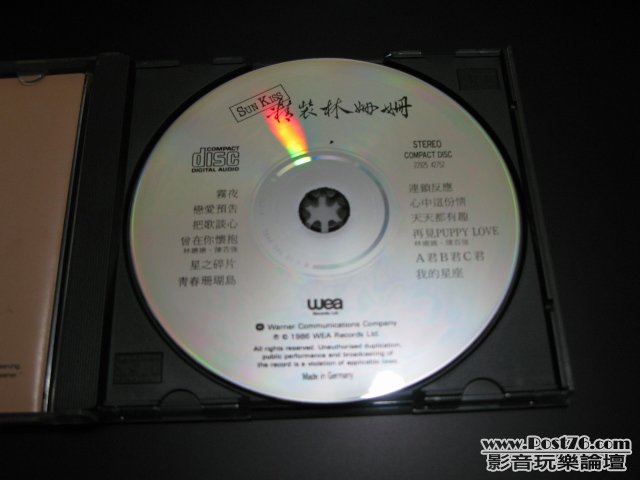 SUN KISS
精裝林姍姍
COMPACT
disc
DIGITAL AUDIO
STEREO
COMPACT DISC
霧夜
戀愛預告
把歌談心
曾在你懷抱
林姍姍、陳百強
星之碎片
青春珊瑚島
連鎖反應
心中這份情
天天都有趣
再見PUPPY LOVE
林姍姍、陳百強
A君B君C君
我的星座
wea
Records Ltd.
A Warner Communications Company
℗ © 1986 WEA Records Ltd.
All rights reserved. Unauthorised duplication,
public performance and broadcasting of
the record is a violation of applicable laws.
Made in Germany
www.Post76.com
影音玩樂論壇